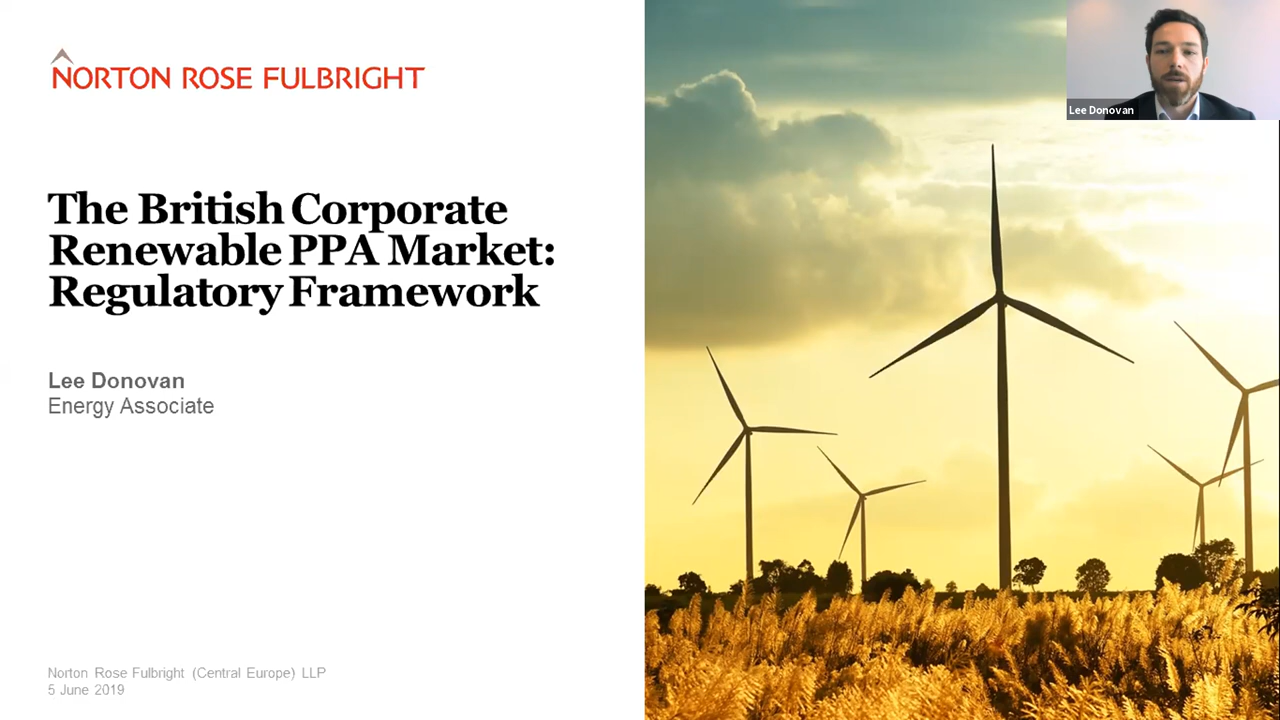 NORTON ROSE FULBRIGHT
The British Corporate
Renewable PPA Market:
Regulatory Framework
Lee Donovan
Energy Associate
Norton Rose Fulbright (Central Europe) LLP
5 June 2019
Lee Donovan